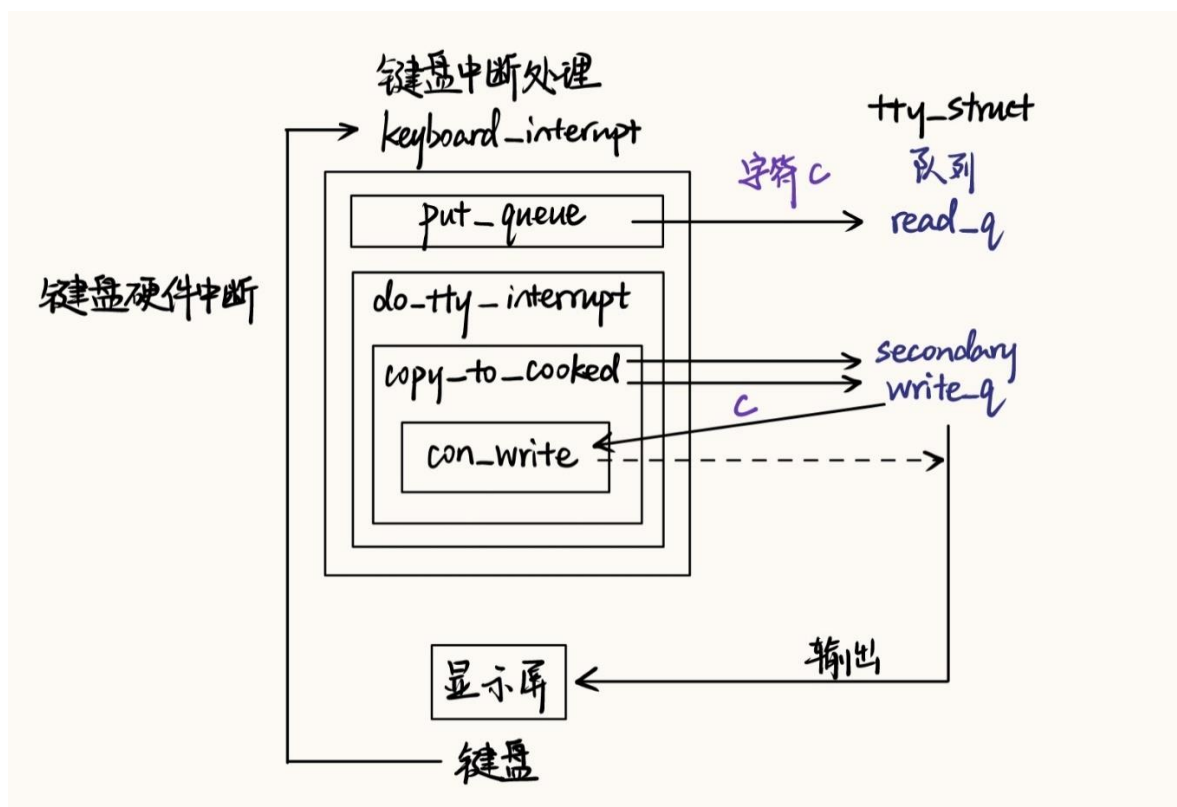 键盘中断处理
keyboard_interrupt
tty_struct
队列
字符 c
put_queue
read_q
键盘硬件中断
do_tty_interrupt
copy_to_cooked
secondary
write_q
c
con_write
输出
显示屏
键盘